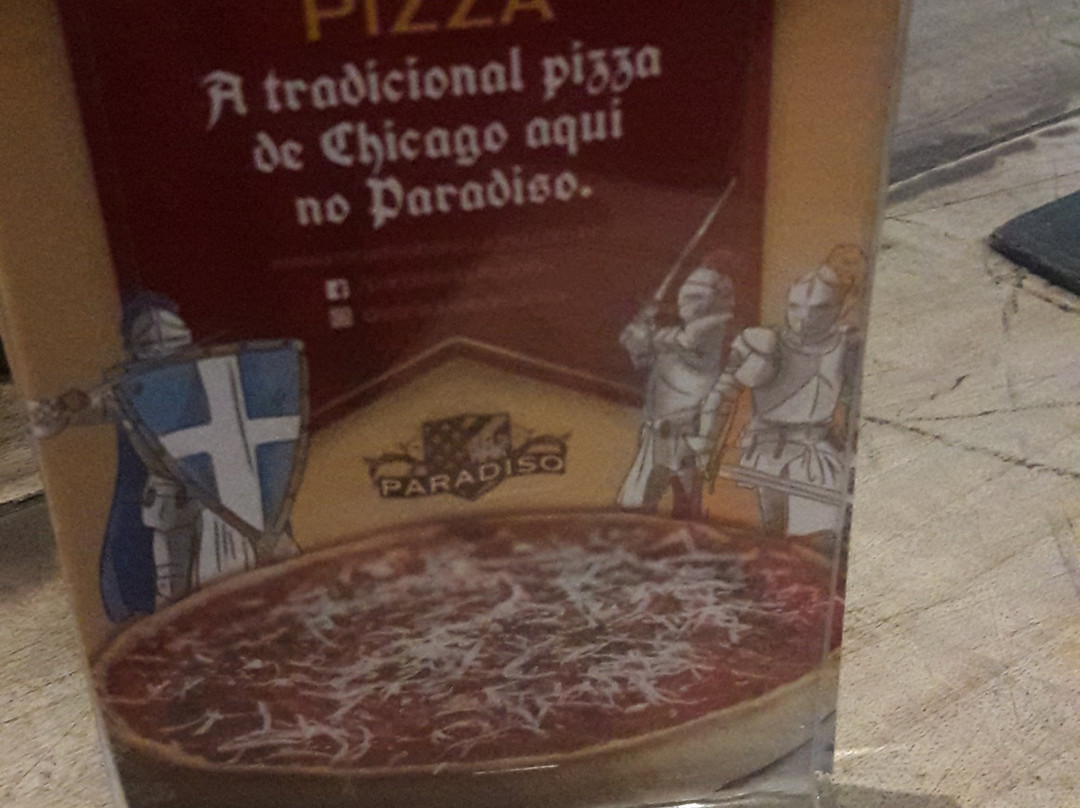 PIZZA
A tradicional pizza
de Chicago aqui
no Paradiso.
PARADISO